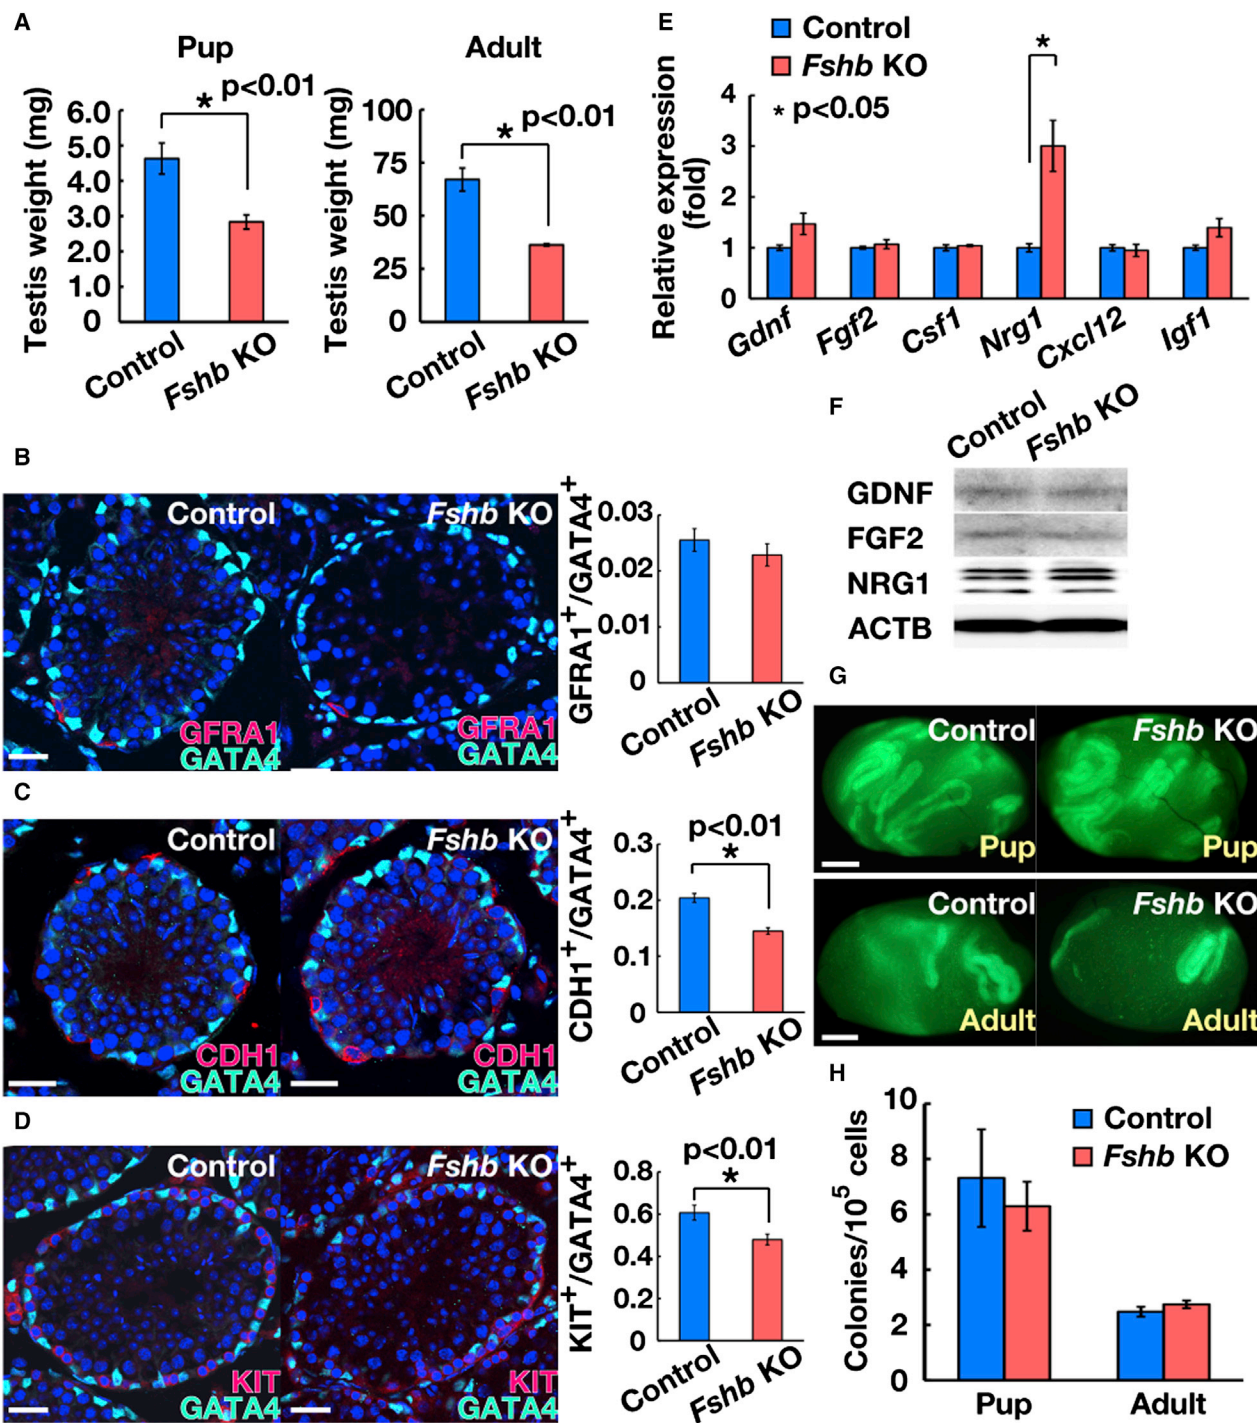 A
Pup
Testis weight (mg)
6.0
5.0
4.0
3.0
2.0
1.0
0
* p<0.01
Control
Fshb KO
Adult
Testis weight (mg)
100
75
50
25
0
* p<0.01
Control
Fshb KO
B
Control
GFRA1
GATA4
Fshb KO
GFRA1
GATA4
GFRA1+/GATA4+
0.03
0.02
0.01
0
Control
Fshb KO
C
Control
CDH1
GATA4
Fshb KO
CDH1
GATA4
CDH1+/GATA4+
p<0.01
*
0.3
0.2
0.1
0
Control
Fshb KO
D
Control
KIT
GATA4
Fshb KO
KIT
GATA4
KIT+/GATA4+
p<0.01
*
0.8
0.6
0.4
0.2
0
Control
Fshb KO
E
Control
Fshb KO
* p<0.05
*
Relative expression
(fold)
4
3
2
1
0
Gdnf
Fgf2
Csf1
Nrg1
Cxcl12
Igf1
F
Control
Fshb KO
GDNF
FGF2
NRG1
ACTB
G
Control
Pup
Fshb KO
Pup
Control
Adult
Fshb KO
Adult
H
Colonies/10^5 cells
10
8
6
4
2
0
Control
Fshb KO
Pup
Adult